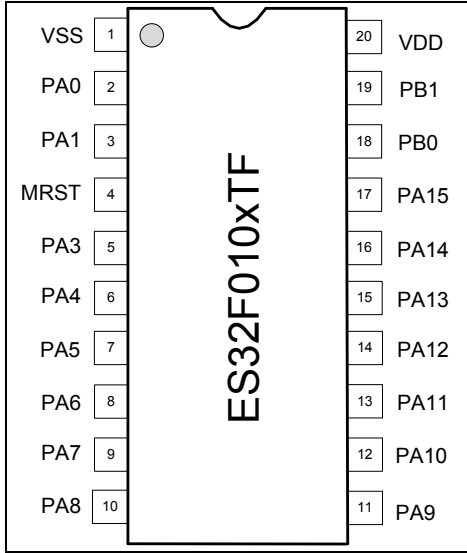 VSS 1 20 VDD
PA0 2 19 PB1
PA1 3 18 PB0
MRST 4 17 PA15
PA3 5 16 PA14
PA4 6 15 PA13
PA5 7 14 PA12
PA6 8 13 PA11
PA7 9 12 PA10
PA8 10 11 PA9
ES32F010xTF